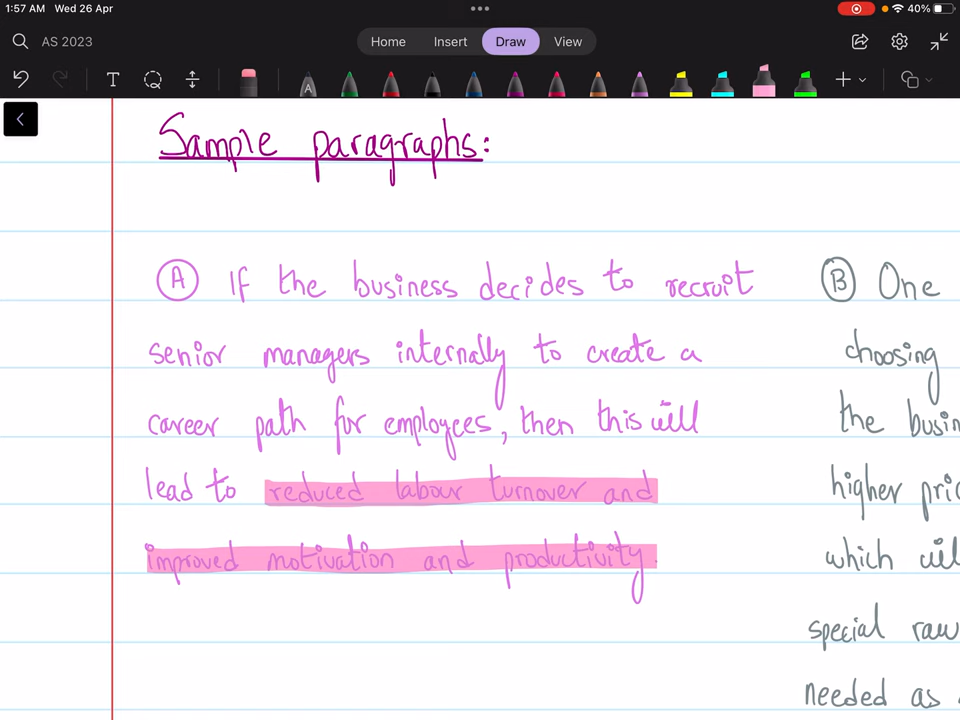 1:57 AM Wed 26 Apr
40%
AS 2023
Home Insert Draw View
T
A
Sample paragraphs:
A If the business decides to recruit
senior managers internally to create a
career path for employees, then this will
lead to reduced labour turnover and
improved motivation and productivity.
B One
choosing
the busin
higher pric
which will
special raw
needed as